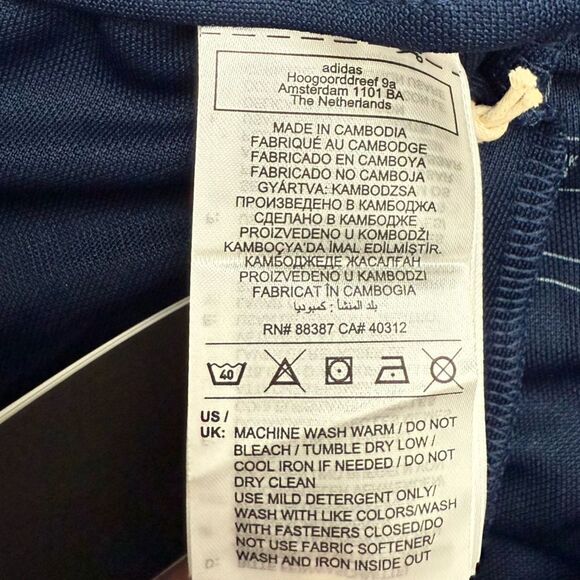 adidas
Hoogoorddreef 9a
Amsterdam 1101 BA
The Netherlands
MADE IN CAMBODIA
FABRIQUÉ AU CAMBODGE
FABRICADO EN CAMBOYA
FABRICADO NO CAMBOJA
GYÁRTVA: KAMBODZSA
ПРОИЗВЕДЕНО В КАМБОДЖА
СДЕЛАНО В КАМБОДЖЕ
PROIZVEDENO U KOMBODŽI
KAMBOÇYA'DA İMAL EDİLMİŞTİR.
КАМБОДЖЕДЕ ЖАСАЛҒАН
PROIZVEDENO U KAMBODZI
FABRICAT ÎN CAMBOGIA
بلد المنشأ : كمبوديا
RN# 88387 CA# 40312
40
US /
UK: MACHINE WASH WARM / DO NOT
BLEACH / TUMBLE DRY LOW /
COOL IRON IF NEEDED / DO NOT
DRY CLEAN
USE MILD DETERGENT ONLY/
WASH WITH LIKE COLORS/WASH
WITH FASTENERS CLOSED/DO
NOT USE FABRIC SOFTENER/
WASH AND IRON INSIDE OUT